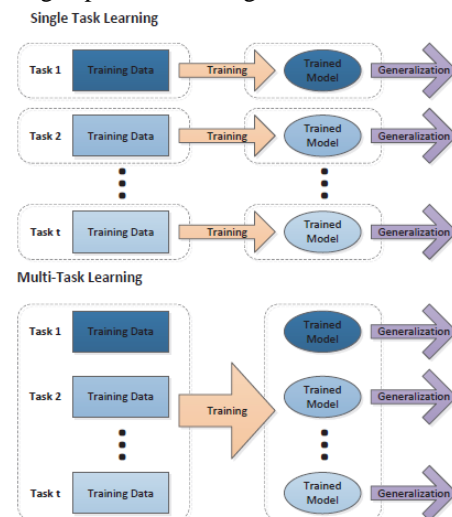 Single Task Learning
Task 1 Training Data Training Trained Model Generalization
Task 2 Training Data Training Trained Model Generalization
Task t Training Data Training Trained Model Generalization
Multi-Task Learning
Task 1 Training Data Trained Model Generalization
Task 2 Training Data Training Trained Model Generalization
Task t Training Data Trained Model Generalization